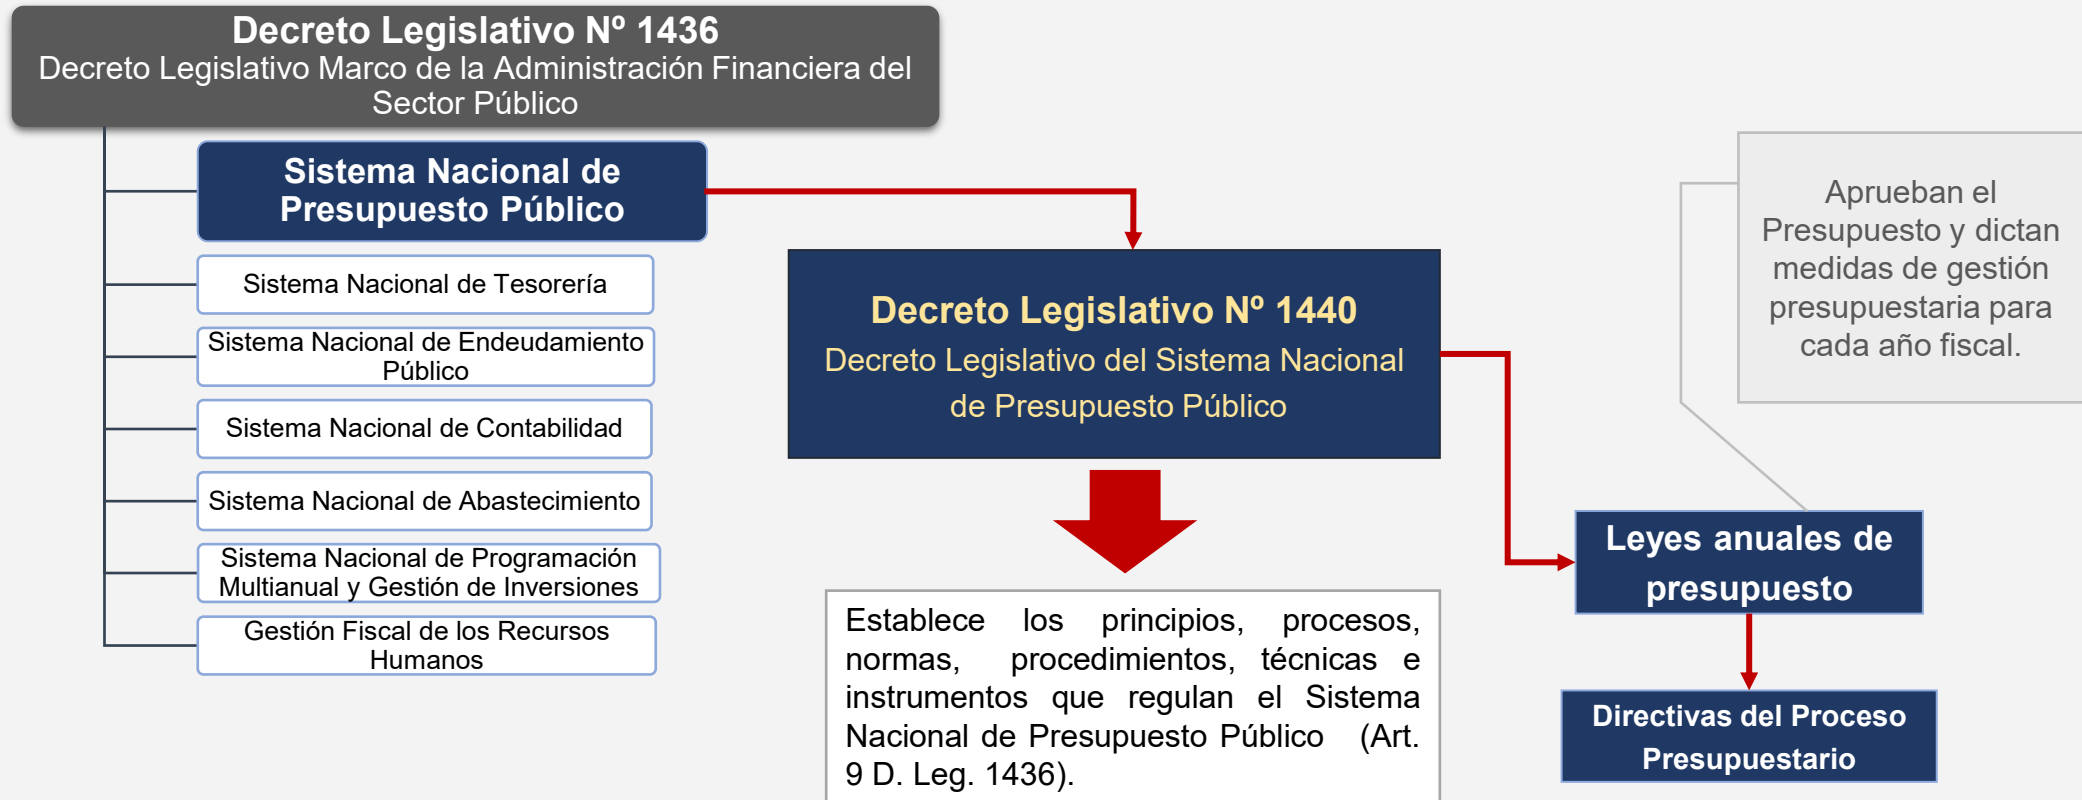 Decreto Legislativo Nº 1436
Decreto Legislativo Marco de la Administración Financiera del
Sector Público
Sistema Nacional de
Presupuesto Público
Sistema Nacional de Tesorería
Sistema Nacional de Endeudamiento
Público
Sistema Nacional de Contabilidad
Sistema Nacional de Abastecimiento
Sistema Nacional de Programación
Multianual y Gestión de Inversiones
Gestión Fiscal de los Recursos
Humanos
Decreto Legislativo Nº 1440
Decreto Legislativo del Sistema Nacional
de Presupuesto Público
Establece los principios, procesos,
normas, procedimientos, técnicas e
instrumentos que regulan el Sistema
Nacional de Presupuesto Público (Art.
9 D. Leg. 1436).
Aprueban el
Presupuesto y dictan
medidas de gestión
presupuestaria para
cada año fiscal.
Leyes anuales de
presupuesto
Directivas del Proceso
Presupuestario